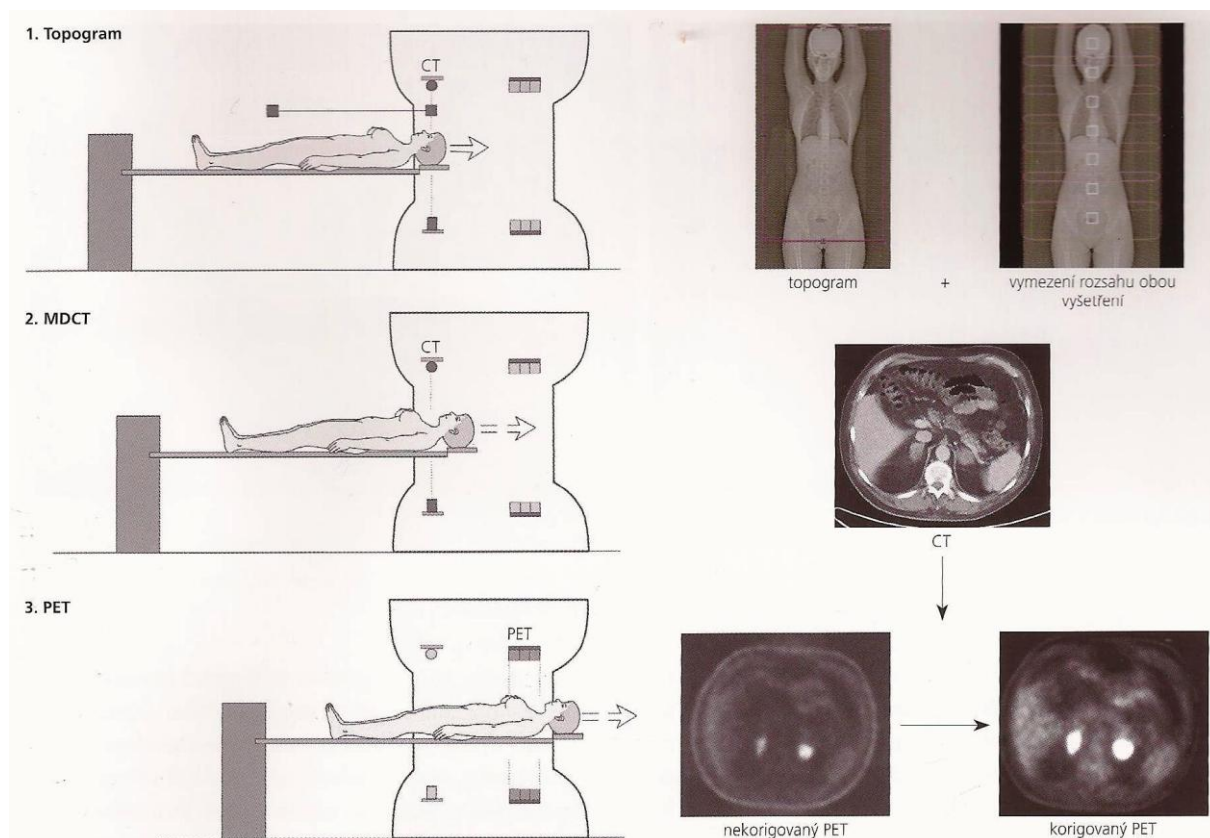 1. Topogram
CT
topogram
+
vymezení rozsahu obou
vyšetření
2. MDCT
CT
CT
3. PET
PET
nekorigovaný PET
korigovaný PET